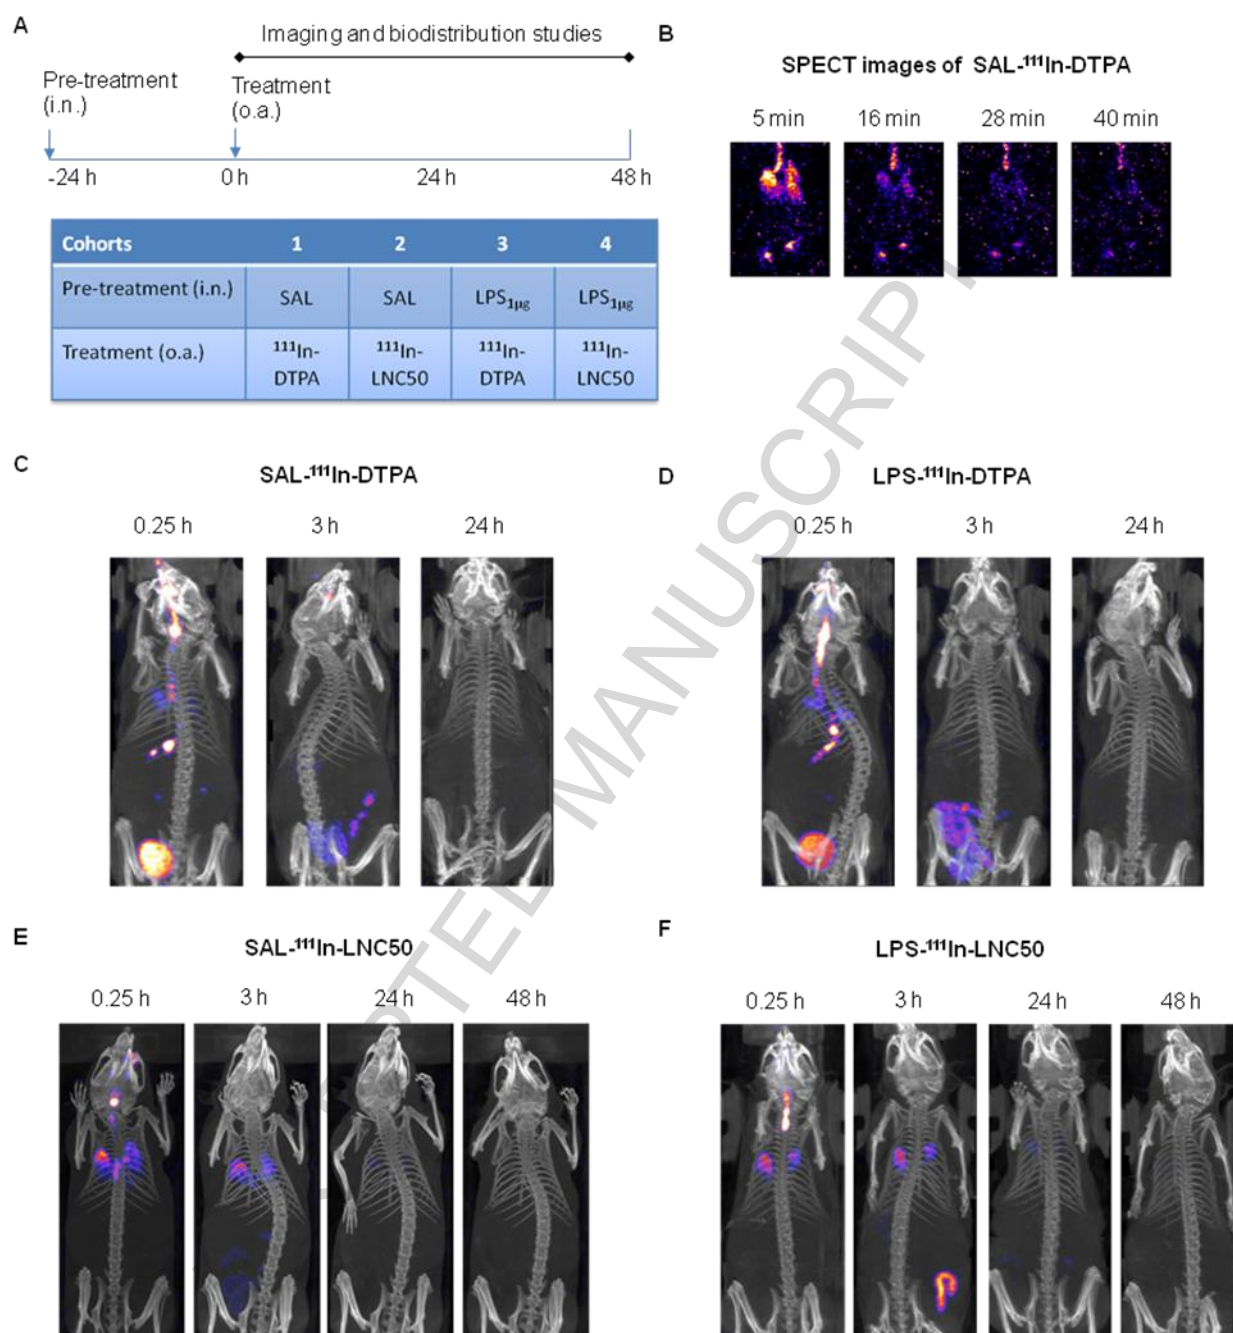 A
Imaging and biodistribution studies
Pre-treatment
(i.n.)
Treatment
(o.a.)
-24 h 0 h 24 h 48 h
Cohorts 1 2 3 4
Pre-treatment (i.n.) SAL SAL LPS1µg LPS1µg
Treatment (o.a.) 111In- 111In- 111In- 111In-
DTPA LNC50 DTPA LNC50
B
SPECT images of SAL-111In-DTPA
5 min 16 min 28 min 40 min
C
SAL-111In-DTPA
0.25 h 3 h 24 h
D
LPS-111In-DTPA
0.25 h 3 h 24 h
E
SAL-111In-LNC50
0.25 h 3 h 24 h 48 h
F
LPS-111In-LNC50
0.25 h 3 h 24 h 48 h
PTED MANUSCRIPT